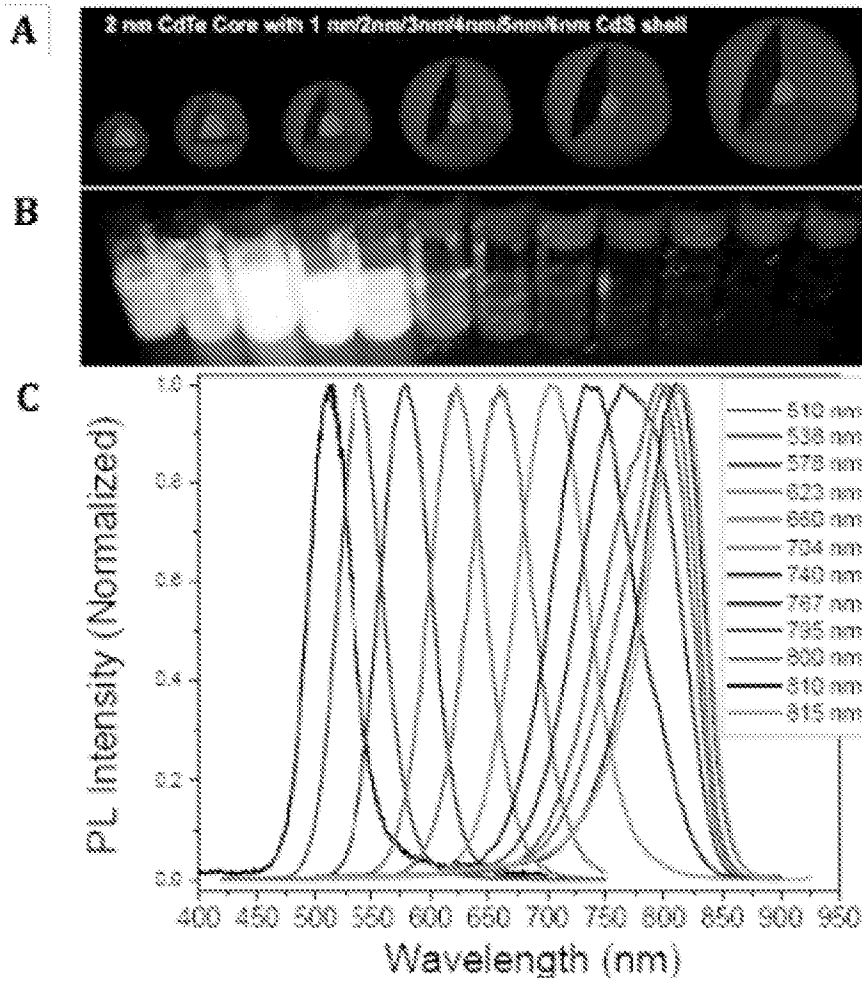 A
2 nm CdTe Core with 1 nm/2nm/3nm/4nm/5nm/6nm CdS shell
B
C
PL Intensity (Normalized)
1.0
0.8
0.6
0.4
0.2
0.0
510 nm
538 nm
578 nm
623 nm
660 nm
704 nm
740 nm
767 nm
795 nm
800 nm
810 nm
815 nm
400 450 500 550 600 650 700 750 800 850 900 950
Wavelength (nm)